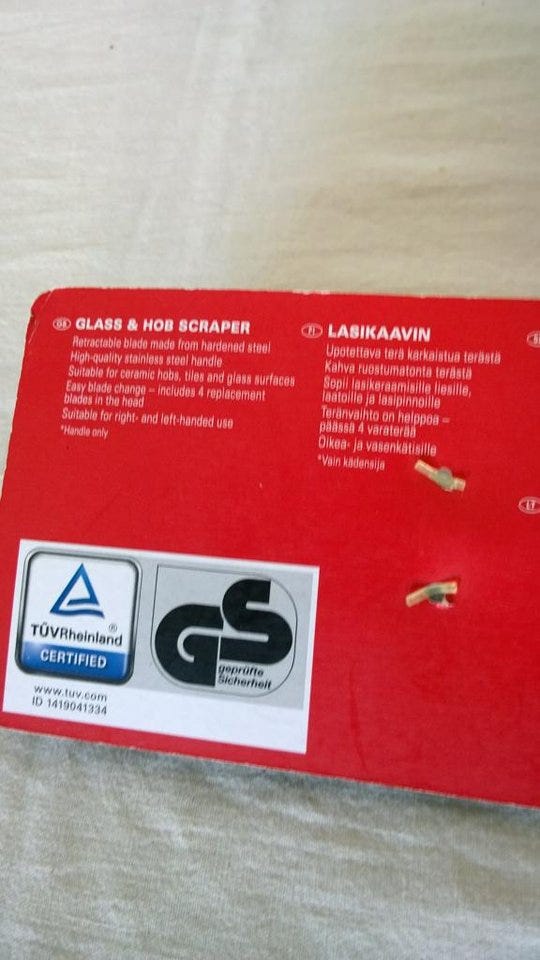 GB GLASS & HOB SCRAPER
Retractable blade made from hardened steel
High-quality stainless steel handle
Suitable for ceramic hobs, tiles and glass surfaces
Easy blade change – includes 4 replacement
blades in the head
Suitable for right- and left-handed use
*Handle only
FI LASIKAAVIN
Upotettava terä karkaistua terästä
Kahva ruostumatonta terästä
Sopii lasikeraamisille liesille,
laatoille ja lasipinnoille
Teränvaihto on helppoa –
päässä 4 varaterää
Oikea- ja vasenkätisille
*Vain kädensija
LT
TÜVRheinland®
CERTIFIED
www.tuv.com
ID 1419041334
GS
geprüfte
Sicherheit